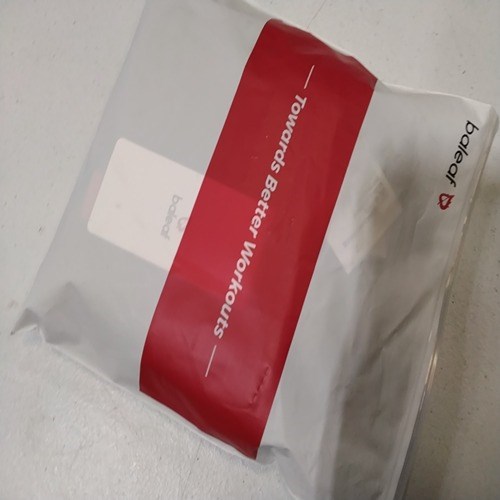 baleaf
— Towards Better Workouts —
baleaf